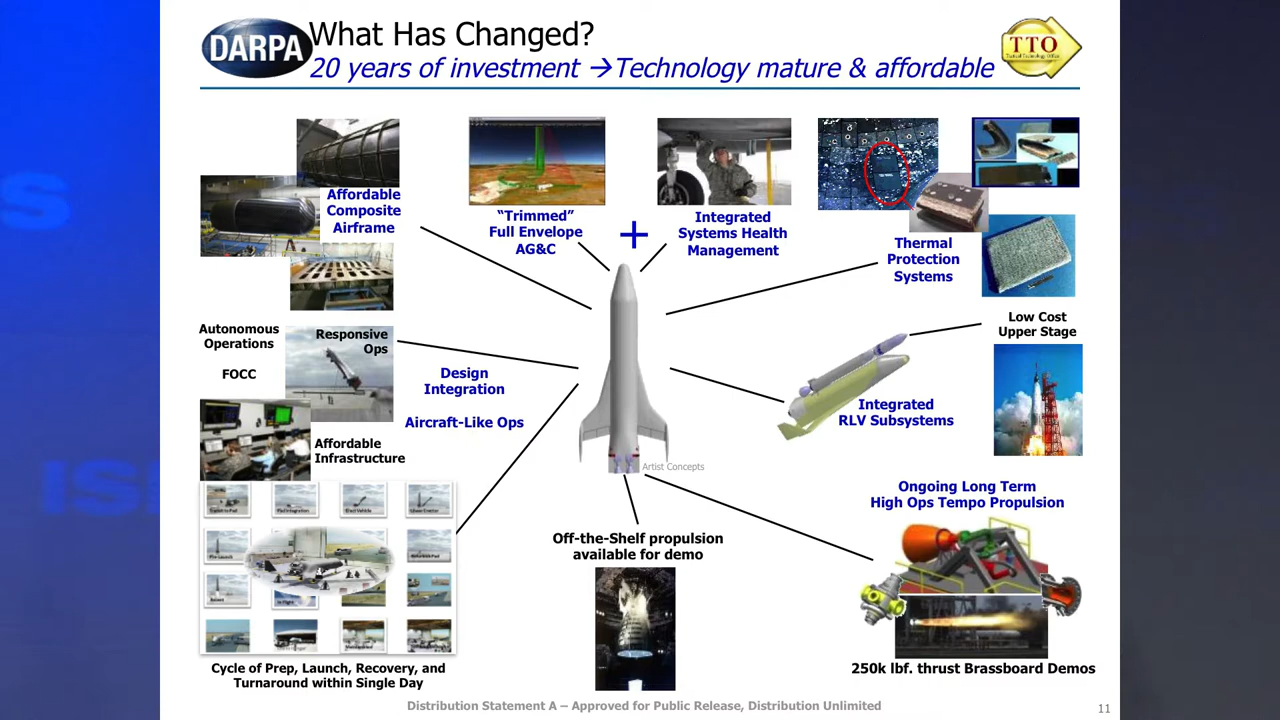 DARPA
What Has Changed?
20 years of investment →Technology mature & affordable
TTO
Tactical Technology Office
Affordable
Composite
Airframe
“Trimmed”
Full Envelope
AG&C
+
Integrated
Systems Health
Management
Thermal
Protection
Systems
Low Cost
Upper Stage
Autonomous
Operations
FOCC
Responsive
Ops
Design
Integration
Aircraft-Like Ops
Affordable
Infrastructure
Integrated
RLV Subsystems
Artist Concepts
Ongoing Long Term
High Ops Tempo Propulsion
Off-the-Shelf propulsion
available for demo
250k lbf. thrust Brassboard Demos
Cycle of Prep, Launch, Recovery, and
Turnaround within Single Day
Distribution Statement A – Approved for Public Release, Distribution Unlimited
11